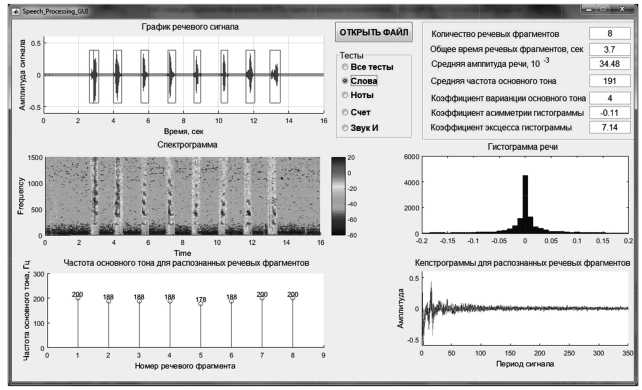 Speech_Processing_GUI
График речевого сигнала
Амплитуда сигнала
0.5
0
-0.5
0 2 4 6 8 10 12 14 16
Время, сек
ОТКРЫТЬ ФАЙЛ
Тесты
Все тесты
Слова
Ноты
Счет
Звук И
Количество речевых фрагментов 8
Общее время речевых фрагментов, сек 3.7
Средняя амплитуда речи, 10 -3 34.48
Средняя частота основного тона 191
Коэффициент вариации основного тона 4
Коэффициент асимметрии гистограммы -0.11
Коэффициент эксцесса гистограммы 7.14
Спектрограмма
Frequency
1500
1000
500
0
0 2 4 6 8 10 12 14 16
Time
20
0
-20
-40
-60
-80
Гистограмма речи
6000
4000
2000
0
-0.2 -0.15 -0.1 -0.05 0 0.05 0.1 0.15 0.2
Частота основного тона для распознанных речевых фрагментов
Частота основного тона, Гц
300
200
100
0
200 188 188 188 178 188 200 200
0 1 2 3 4 5 6 7 8 9
Номер речевого фрагмента
Кепстрограммы для распознанных речевых фрагментов
Амплитуда
0.5
0
-0.5
0 50 100 150 200 250 300 350
Период сигнала